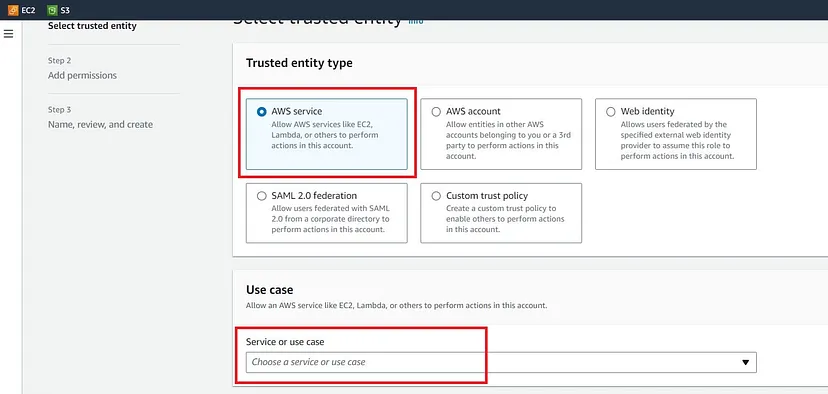 EC2 S3
Select trusted entity
Select trusted entity Info
Step 2
Add permissions
Step 3
Name, review, and create
Trusted entity type
AWS service
Allow AWS services like EC2,
Lambda, or others to perform
actions in this account.
AWS account
Allow entities in other AWS
accounts belonging to you or a 3rd
party to perform actions in this
account.
Web identity
Allows users federated by the
specified external web identity
provider to assume this role to
perform actions in this account.
SAML 2.0 federation
Allow users federated with SAML
2.0 from a corporate directory to
perform actions in this account.
Custom trust policy
Create a custom trust policy to
enable others to perform actions
in this account.
Use case
Allow an AWS service like EC2, Lambda, or others to perform actions in this account.
Service or use case
Choose a service or use case